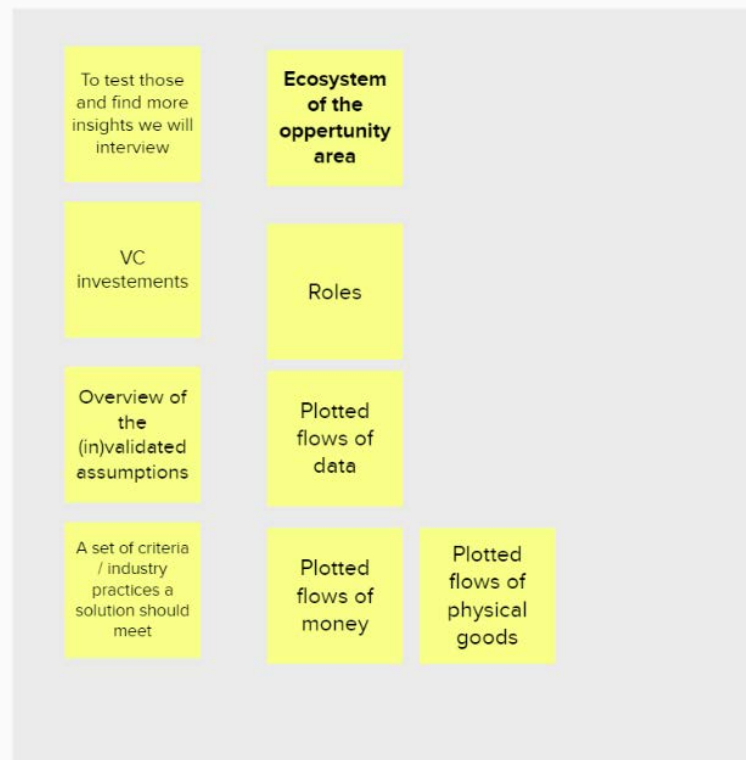 To test those
and find more
insights we will
interview
VC
investements
Overview of
the
(in)validated
assumptions
A set of criteria
/ industry
practices a
solution should
meet
Ecosystem
of the
oppertunity
area
Roles
Plotted
flows of
data
Plotted
flows of
money
Plotted
flows of
physical
goods